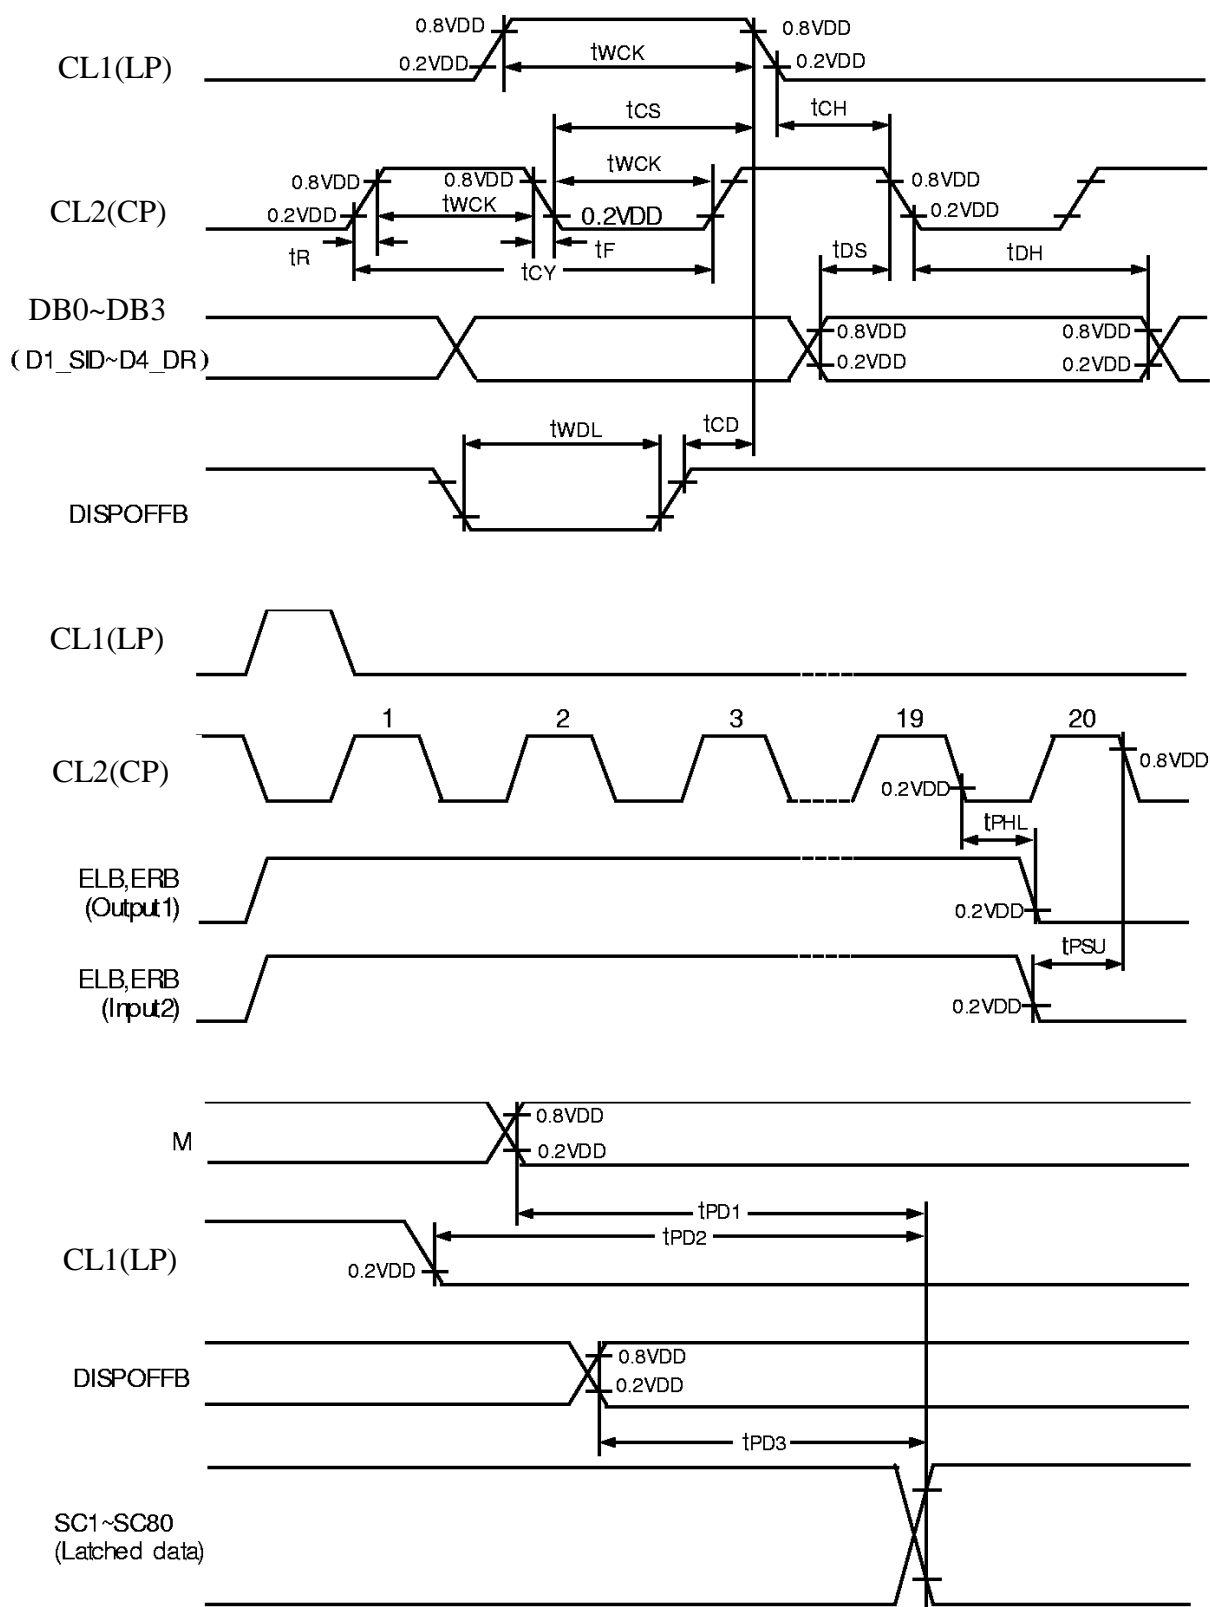 0.8VDD 0.8VDD
CL1(LP) 0.2VDD tWCK 0.2VDD
tCS tCH
0.8VDD 0.8VDD tWCK 0.8VDD
CL2(CP) 0.2VDD tWCK 0.2VDD 0.2VDD
tR tF tDS tDH
tCY
DB0~DB3
0.8VDD 0.8VDD
(D1_SID~D4_DR) 0.2VDD 0.2VDD
tWDL tCD
DISPOFFB
CL1(LP)
1 2 3 19 20
CL2(CP) 0.8VDD
0.2VDD
tPHL
ELB,ERB
(Output1) 0.2VDD
tPSU
ELB,ERB
(Input2) 0.2VDD
0.8VDD
M 0.2VDD
tPD1
tPD2
CL1(LP) 0.2VDD
0.8VDD
DISPOFFB 0.2VDD
tPD3
SC1~SC80
(Latched data)